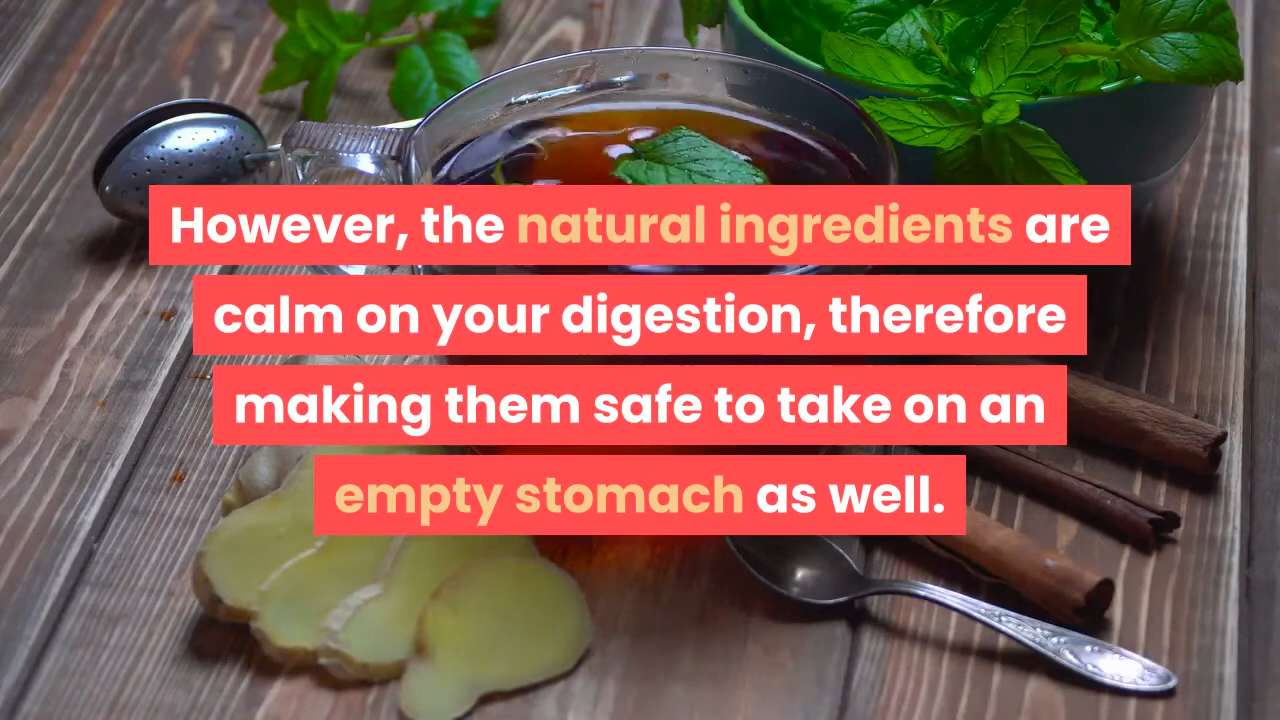 However, the natural ingredients are
calm on your digestion, therefore
making them safe to take on an
empty stomach as well.